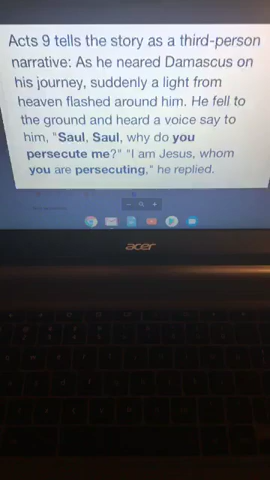 Acts 9 tells the story as a third-person
narrative: As he neared Damascus on
his journey, suddenly a light from
heaven flashed around him. He fell to
the ground and heard a voice say to
him, "Saul, Saul, why do you
persecute me?" "I am Jesus, whom
you are persecuting," he replied.
acer